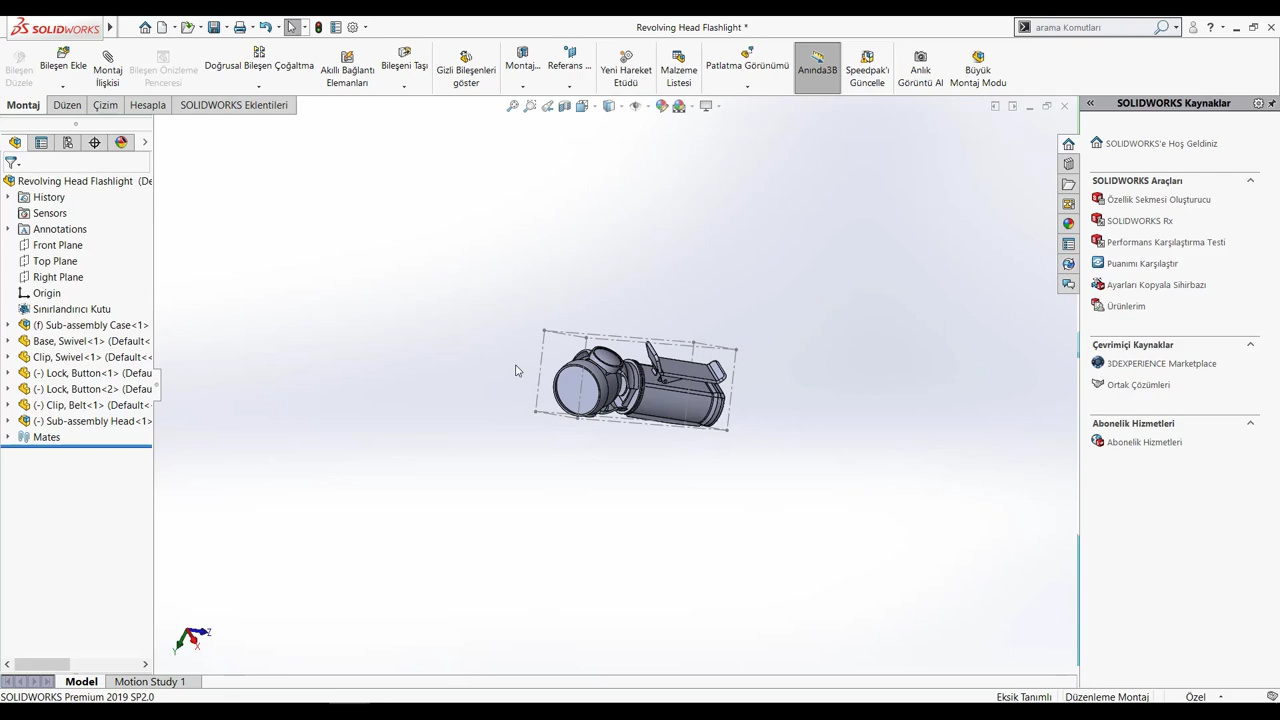 SOLIDWORKS
Revolving Head Flashlight *
arama Komutları
Bileşen Düzele
Bileşen Ekle
Montaj İlişkisi
Bileşen Önizleme Penceresi
Doğrusal Bileşen Çoğaltma
Akıllı Bağlantı Elemanları
Bileşeni Taşı
Gizli Bileşenleri göster
Montaj...
Referans ...
Yeni Hareket Etüdü
Malzeme Listesi
Patlatma Görünümü
Anında3B
Speedpak'ı Güncelle
Anlık Görüntü Al
Büyük Montaj Modu
Montaj
Düzen
Çizim
Hesapla
SOLIDWORKS Eklentileri
Revolving Head Flashlight (De
History
Sensors
Annotations
Front Plane
Top Plane
Right Plane
Origin
Sınırlandırıcı Kutu
(f) Sub-assembly Case<1>
Base, Swivel<1> (Default<
Clip, Swivel<1> (Default<<
(-) Lock, Button<1> (Defau
(-) Lock, Button<2> (Defau
(-) Clip, Belt<1> (Default<
(-) Sub-assembly Head<1>
Mates
Z
X
Y
SOLIDWORKS Kaynaklar
SOLIDWORKS'e Hoş Geldiniz
SOLIDWORKS Araçları
Özellik Sekmesi Oluşturucu
SOLIDWORKS Rx
Performans Karşılaştırma Testi
Puanımı Karşılaştır
Ayarları Kopyala Sihirbazı
Ürünlerim
Çevrimiçi Kaynaklar
3DEXPERIENCE Marketplace
Ortak Çözümleri
Abonelik Hizmetleri
Abonelik Hizmetleri
Model
Motion Study 1
SOLIDWORKS Premium 2019 SP2.0
Eksik Tanımlı
Düzenleme Montaj
Özel